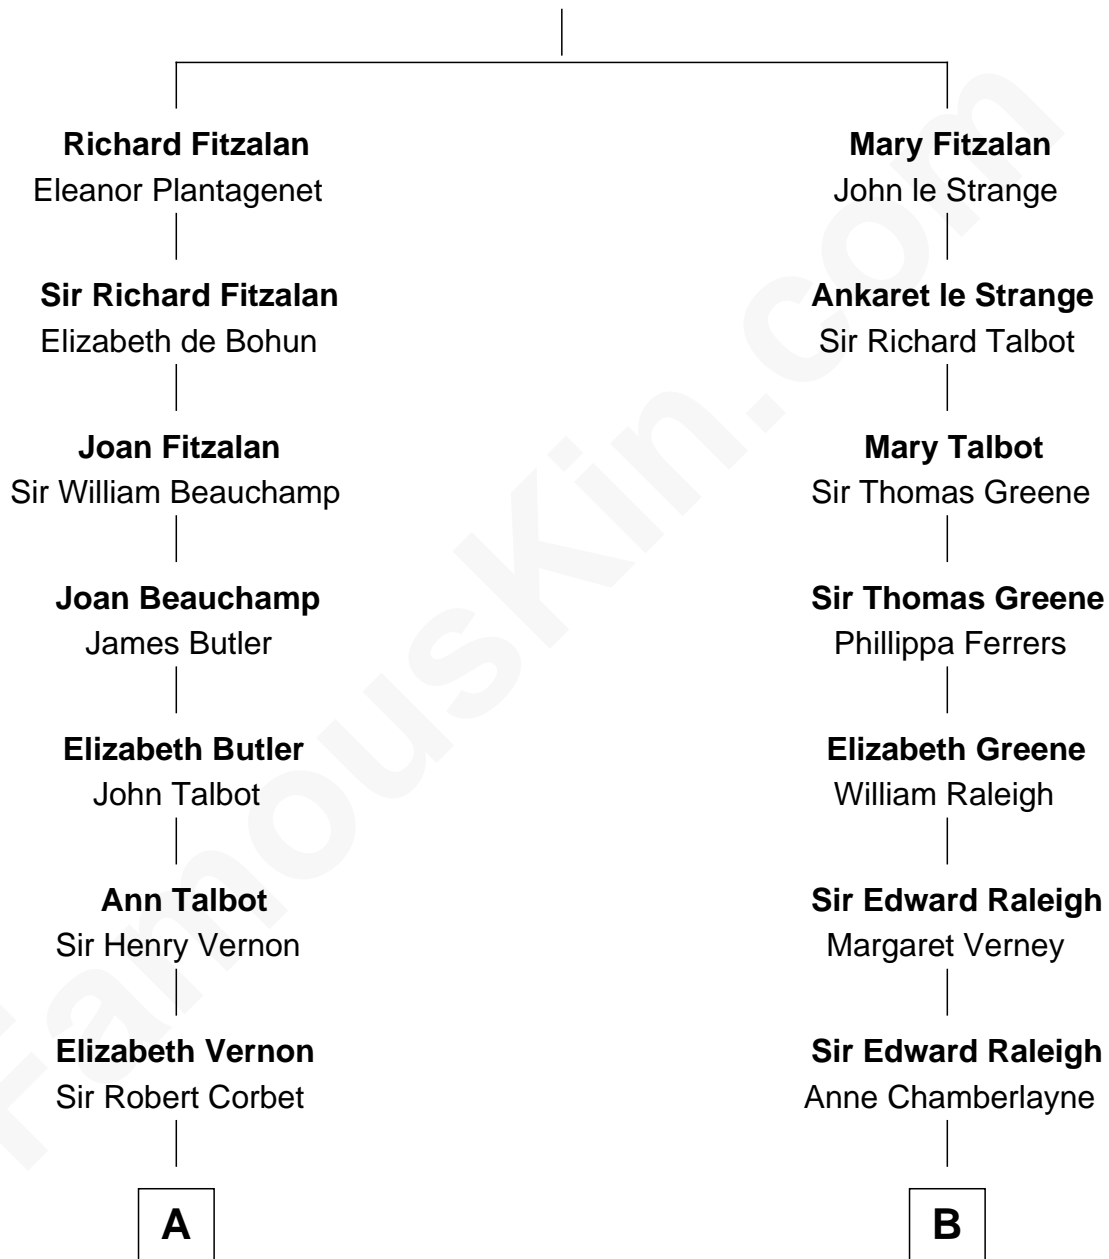 Richard Fitzalan
Eleanor Plantagenet
Sir Richard Fitzalan
Elizabeth de Bohun
Joan Fitzalan
Sir William Beauchamp
Joan Beauchamp
James Butler
Elizabeth Butler
John Talbot
Ann Talbot
Sir Henry Vernon
Elizabeth Vernon
Sir Robert Corbet
A
Mary Fitzalan
John le Strange
Ankaret le Strange
Sir Richard Talbot
Mary Talbot
Sir Thomas Greene
Sir Thomas Greene
Phillippa Ferrers
Elizabeth Greene
William Raleigh
Sir Edward Raleigh
Margaret Verney
Sir Edward Raleigh
Anne Chamberlayne
B
FamousKin.com